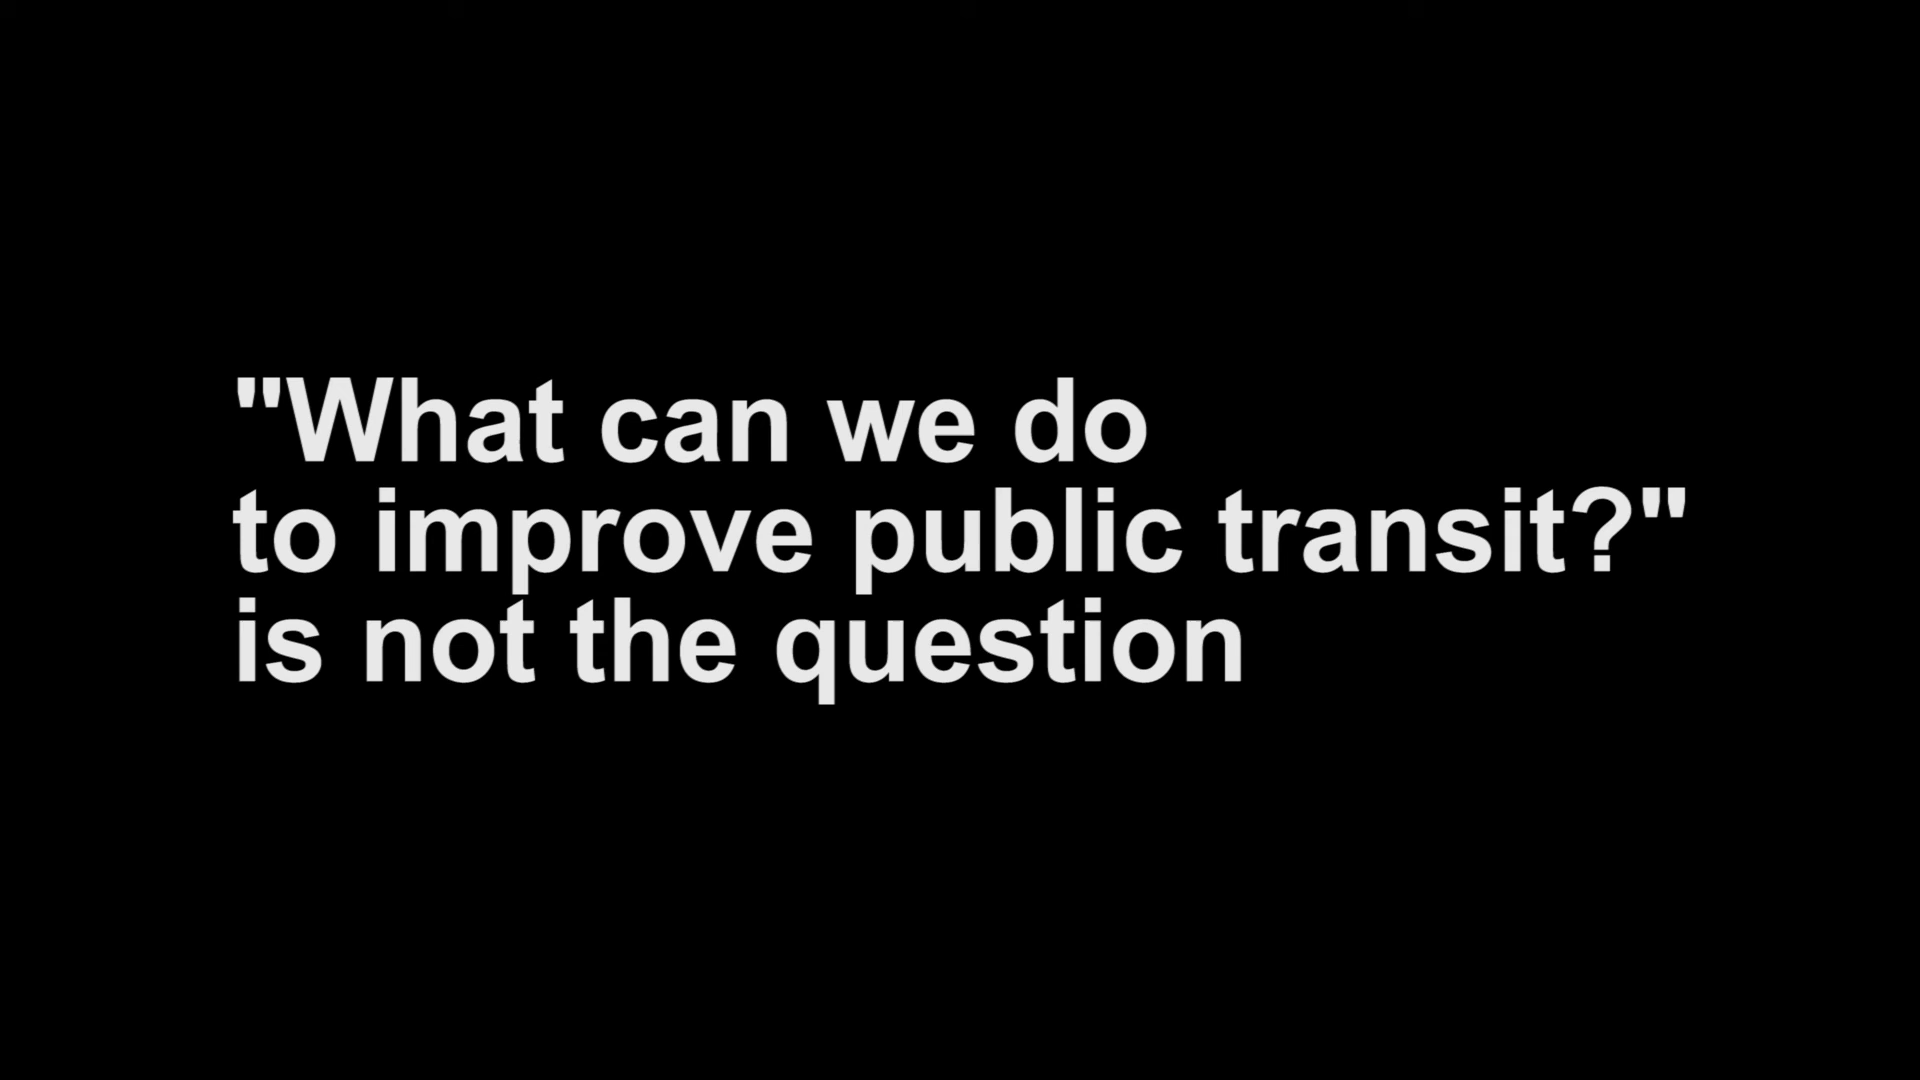 "What can we do
to improve public transit?"
is not the question